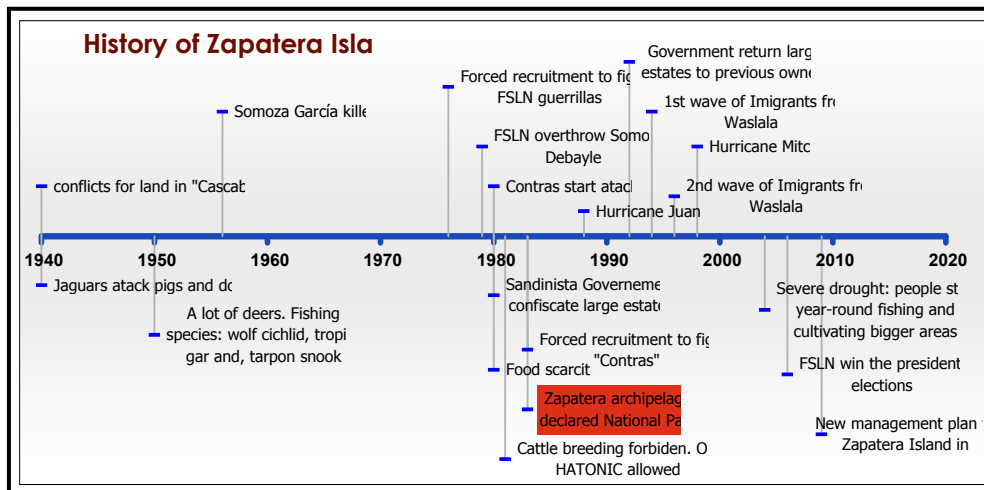 History of Zapatera Isla
Government return larg
estates to previous owne
Forced recruitment to fig
FSLN guerrillas
1st wave of Imigrants fr
Waslala
Somoza García kille
FSLN overthrow Somo
Debayle
Hurricane Mitc
conflicts for land in "Cascab
Contras start atacl
2nd wave of Imigrants fr
Waslala
Hurricane Juan
1940
1950
1960
1970
1980
1990
2000
2010
2020
Jaguars attack pigs and do
Sandinista Governeme
confiscate large estate
Severe drought: people st
year-round fishing and
cultivating bigger areas
A lot of deers. Fishing
species: wolf cichlid, tropi
gar and, tarpon snook
Forced recruitment to fig
"Contras"
Food scarcit
FSLN win the president
elections
Zapatera archipelag
declared National Pa
New management plan
Zapatera Island in
Cattle breeding forbiden. O
HATONIC allowed